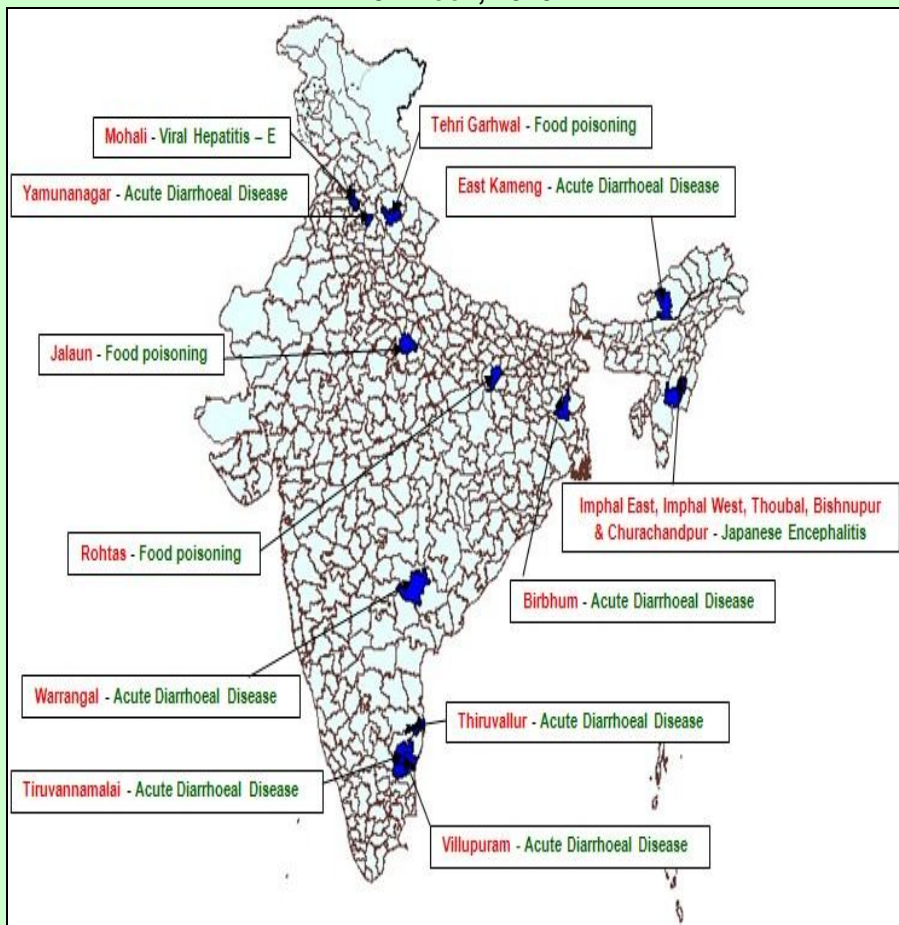 Mohali - Viral Hepatitis – E
Tehri Garhwal - Food poisoning
Yamunanagar - Acute Diarrhoeal Disease
East Kameng - Acute Diarrhoeal Disease
Jalaun - Food poisoning
Imphal East, Imphal West, Thoubal, Bishnupur
& Churachandpur - Japanese Encephalitis
Rohtas - Food poisoning
Birbhum - Acute Diarrhoeal Disease
Warrangal - Acute Diarrhoeal Disease
Thiruvallur - Acute Diarrhoeal Disease
Tiruvannamalai - Acute Diarrhoeal Disease
Villupuram - Acute Diarrhoeal Disease